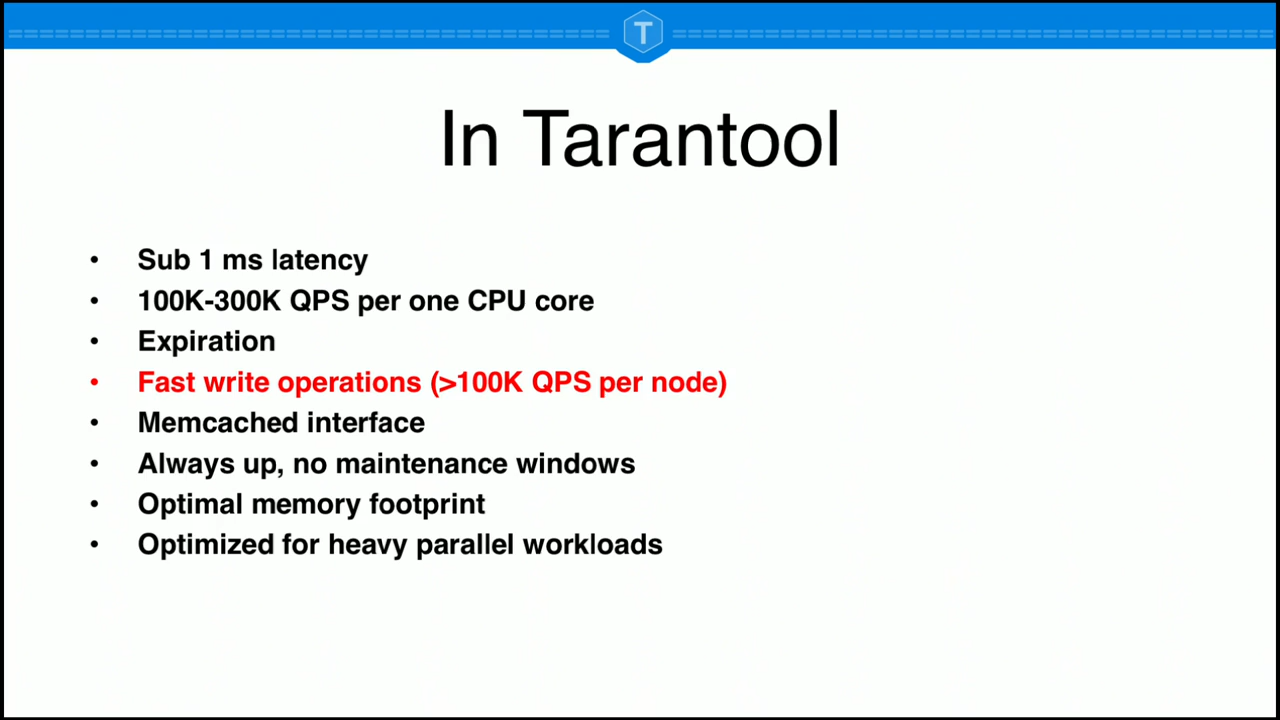 T
In Tarantool
• Sub 1 ms latency
• 100K-300K QPS per one CPU core
• Expiration
• Fast write operations (>100K QPS per node)
• Memcached interface
• Always up, no maintenance windows
• Optimal memory footprint
• Optimized for heavy parallel workloads